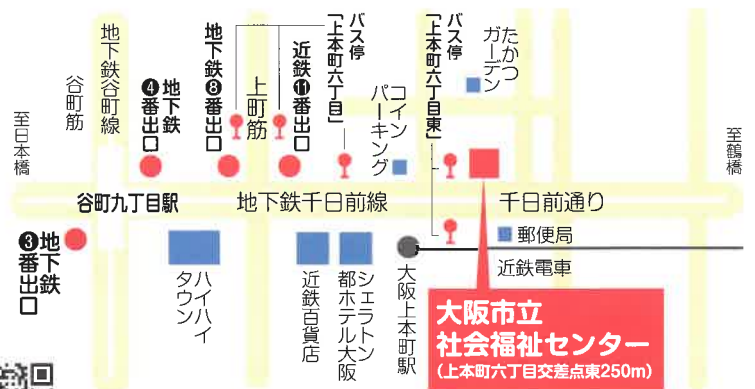 至日本橋
谷町筋
地下鉄谷町線
地下鉄
❹番出口
地下鉄❽番出口
上町筋
近鉄⓫番出口
バス停
「上本町六丁目」
コイン
パーキング
バス停
「上本町六丁目東」
たかつ
ガーデン
至鶴橋
谷町九丁目駅
地下鉄千日前線
千日前通り
地下鉄
❸番出口
ハイハイ
タウン
近鉄百貨店
シェラトン
都ホテル大阪
大阪上本町駅
郵便局
近鉄電車
大阪市立
社会福祉センター
(上本町六丁目交差点東250m)